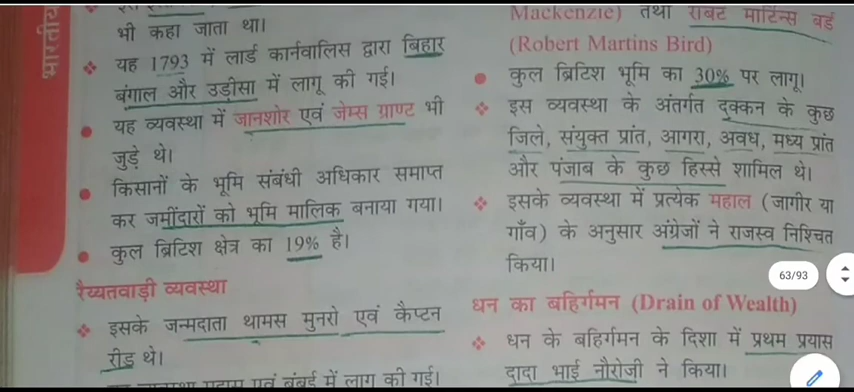 भारतीय
भी कहा जाता था।
❖ यह 1793 में लार्ड कार्नवालिस द्वारा बिहार
बंगाल और उड़ीसा में लागू की गई।
● यह व्यवस्था में जानशोर एवं जेम्स ग्राण्ट भी
जुड़े थे।
● किसानों के भूमि संबंधी अधिकार समाप्त
कर जमींदारों को भूमि मालिक बनाया गया।
● कुल ब्रिटिश क्षेत्र का 19% है।
रैय्यतवाड़ी व्यवस्था
❖ इसके जन्मदाता थामस मुनरो एवं कैप्टन
रीड थे।
एवं बंबई में लागू की गई।
Mackenzie) तथा राबर्ट मार्टिन्स बर्ड
(Robert Martins Bird)
● कुल ब्रिटिश भूमि का 30% पर लागू।
❖ इस व्यवस्था के अंतर्गत दक्कन के कुछ
जिले, संयुक्त प्रांत, आगरा, अवध, मध्य प्रांत
और पंजाब के कुछ हिस्से शामिल थे।
❖ इसके व्यवस्था में प्रत्येक महाल (जागीर या
गाँव) के अनुसार अंग्रेजों ने राजस्व निश्चित
किया।
63/93
धन का बहिर्गमन (Drain of Wealth)
❖ धन के बहिर्गमन के दिशा में प्रथम प्रयास
दादा भाई नौरोजी ने किया।